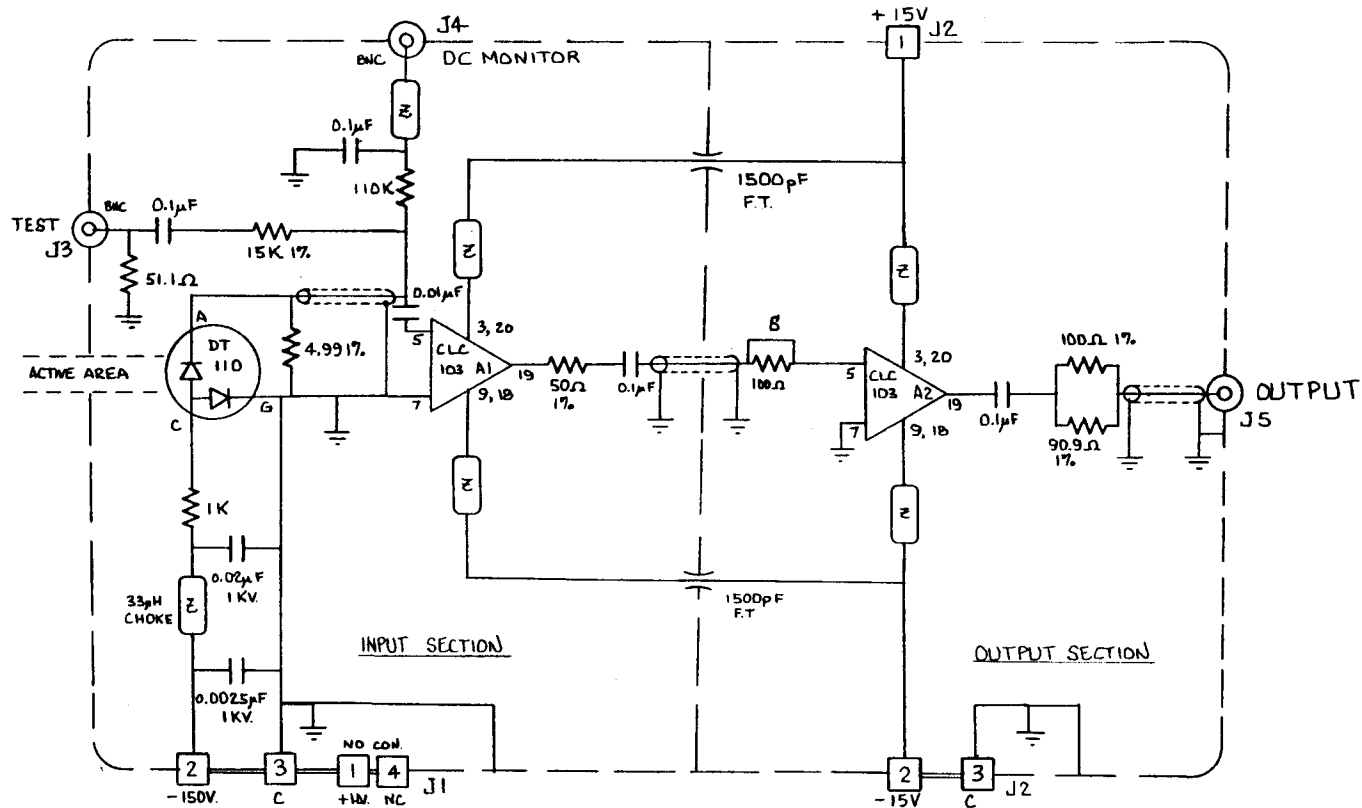 +15V
J2
1
J4
BNC
DC MONITOR
Z
0.1µF
110K
1500pF
F.T.
TEST
J3
BNC
0.1µF
15K 1%
51.1Ω
Z
Z
0.01µF
A
DT
110
4.99 1%
ACTIVE AREA
G
C
5
7
CLC
103
A1
3, 20
9, 18
19
50Ω
1%
0.1µF
B
100Ω
5
7
CLC
103
A2
3, 20
9, 18
19
0.1µF
100Ω 1%
90.9Ω
1%
OUTPUT
J5
1K
Z
Z
0.02µF
1KV.
33µH
CHOKE
Z
1500pF
F.T
0.0025µF
1KV.
INPUT SECTION
OUTPUT SECTION
NO CON.
2
3
1
4
J1
-150V.
C
+HV.
NC
2
3
J2
-15V
C